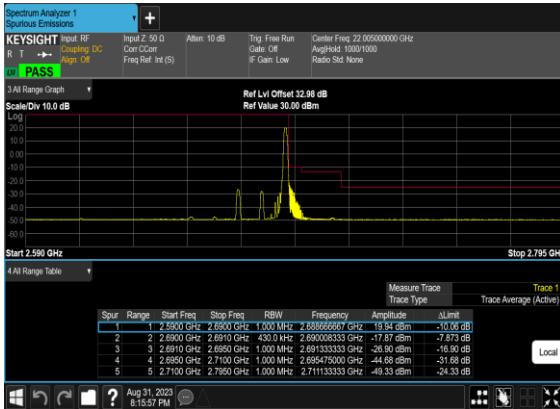 Spectrum Analyzer 1
Spurious Emissions
+
KEYSIGHT Input: RF Input Z: 50 Ω Atten: 10 dB Trig: Free Run Center Freq: 22.005000000 GHz
R T Coupling: DC Corr CCorr Gate: Off Avg|Hold: 1000/1000
Align: Off Freq Ref: Int (S) IF Gain: Low Radio Std: None
LXI PASS
3 All Range Graph Ref Lvl Offset 32.98 dB
Scale/Div 10.0 dB Ref Value 30.00 dBm
Log
20.0
10.0
0.00
-10.0
-20.0
-30.0
-40.0
-50.0
-60.0
Start 2.590 GHz Stop 2.795 GH
4 All Range Table
Measure Trace Trace 1
Trace Type Trace Average (Active)
Spur Range Start Freq Stop Freq RBW Frequency Amplitude ΔLimit
1 1 2.5900 GHz 2.6900 GHz 1.000 MHz 2.688666667 GHz 19.94 dBm -10.06 dB
2 2 2.6900 GHz 2.6910 GHz 430.0 kHz 2.690008333 GHz -17.87 dBm -7.873 dB
3 3 2.6910 GHz 2.6950 GHz 1.000 MHz 2.691333333 GHz -26.90 dBm -16.90 dB
4 4 2.6950 GHz 2.7100 GHz 1.000 MHz 2.695475000 GHz -44.68 dBm -31.68 dB
5 5 2.7100 GHz 2.7950 GHz 1.000 MHz 2.711133333 GHz -49.33 dBm -24.33 dB
Local
? Aug 31, 2023
8:15:57 PM